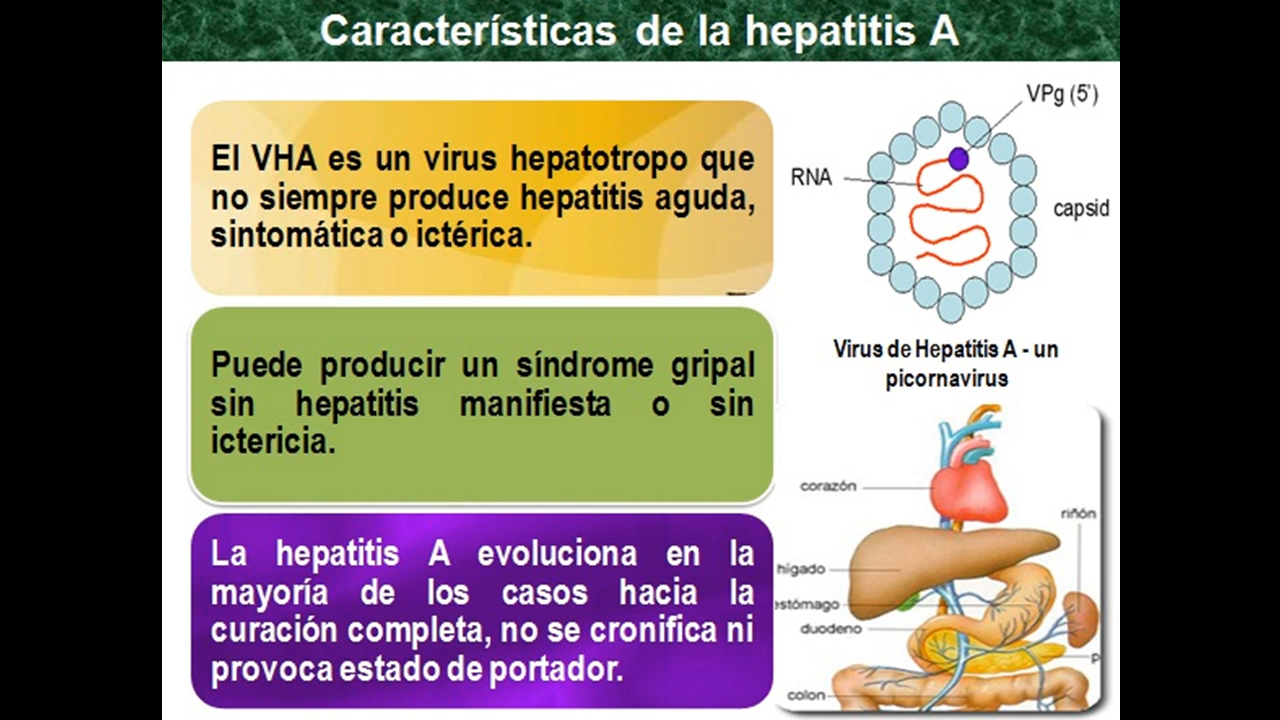 Características de la hepatitis A
El VHA es un virus hepatotropo que
no siempre produce hepatitis aguda,
sintomática o ictérica.
Puede producir un síndrome gripal
sin hepatitis manifiesta o sin
ictericia.
La hepatitis A evoluciona en la
mayoría de los casos hacia la
curación completa, no se cronifica ni
provoca estado de portador.
VPg (5')
RNA
capsid
Virus de Hepatitis A - un
picornavirus
corazón
riñón
hígado
estómago
duodeno
p
colon